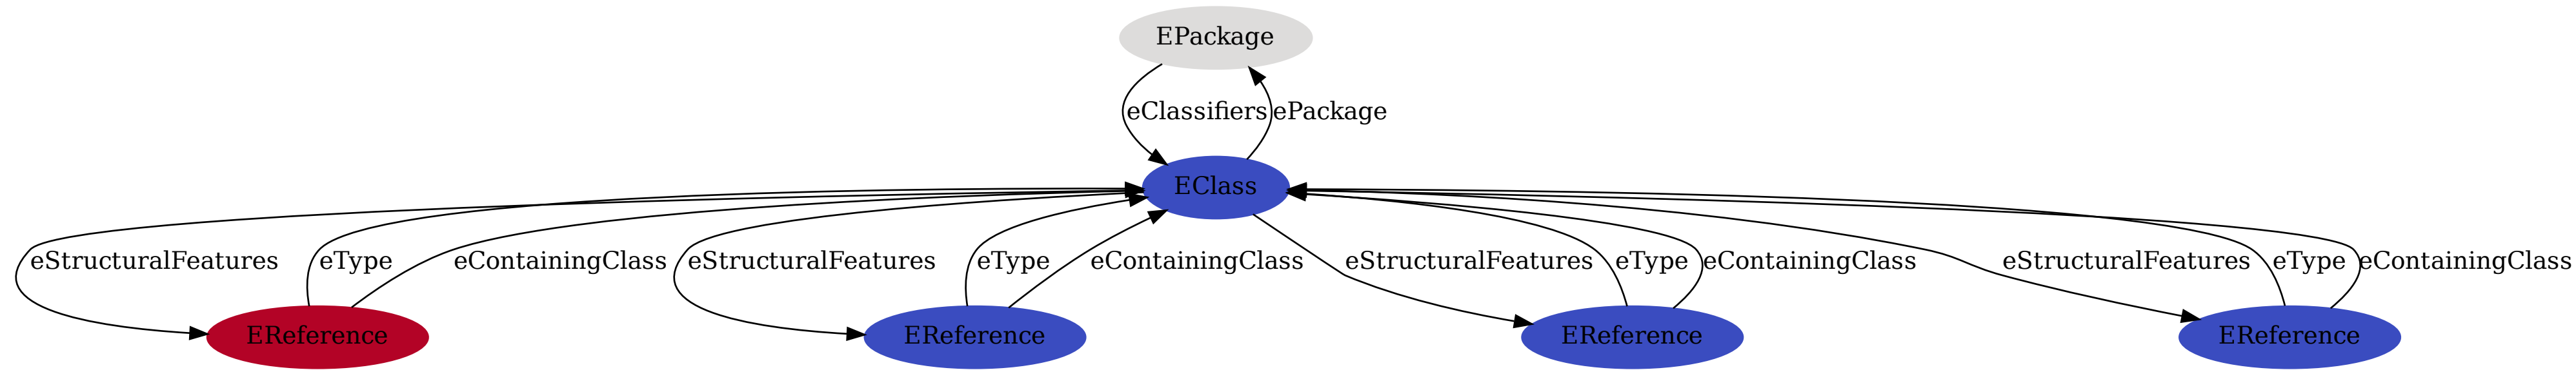 EPackage
eClassifiers
ePackage
EClass
eStructuralFeatures
eType
eContainingClass
eStructuralFeatures
eType
eContainingClass
eStructuralFeatures
eType
eContainingClass
eStructuralFeatures
eType
eContainingClass
EReference
EReference
EReference
EReference